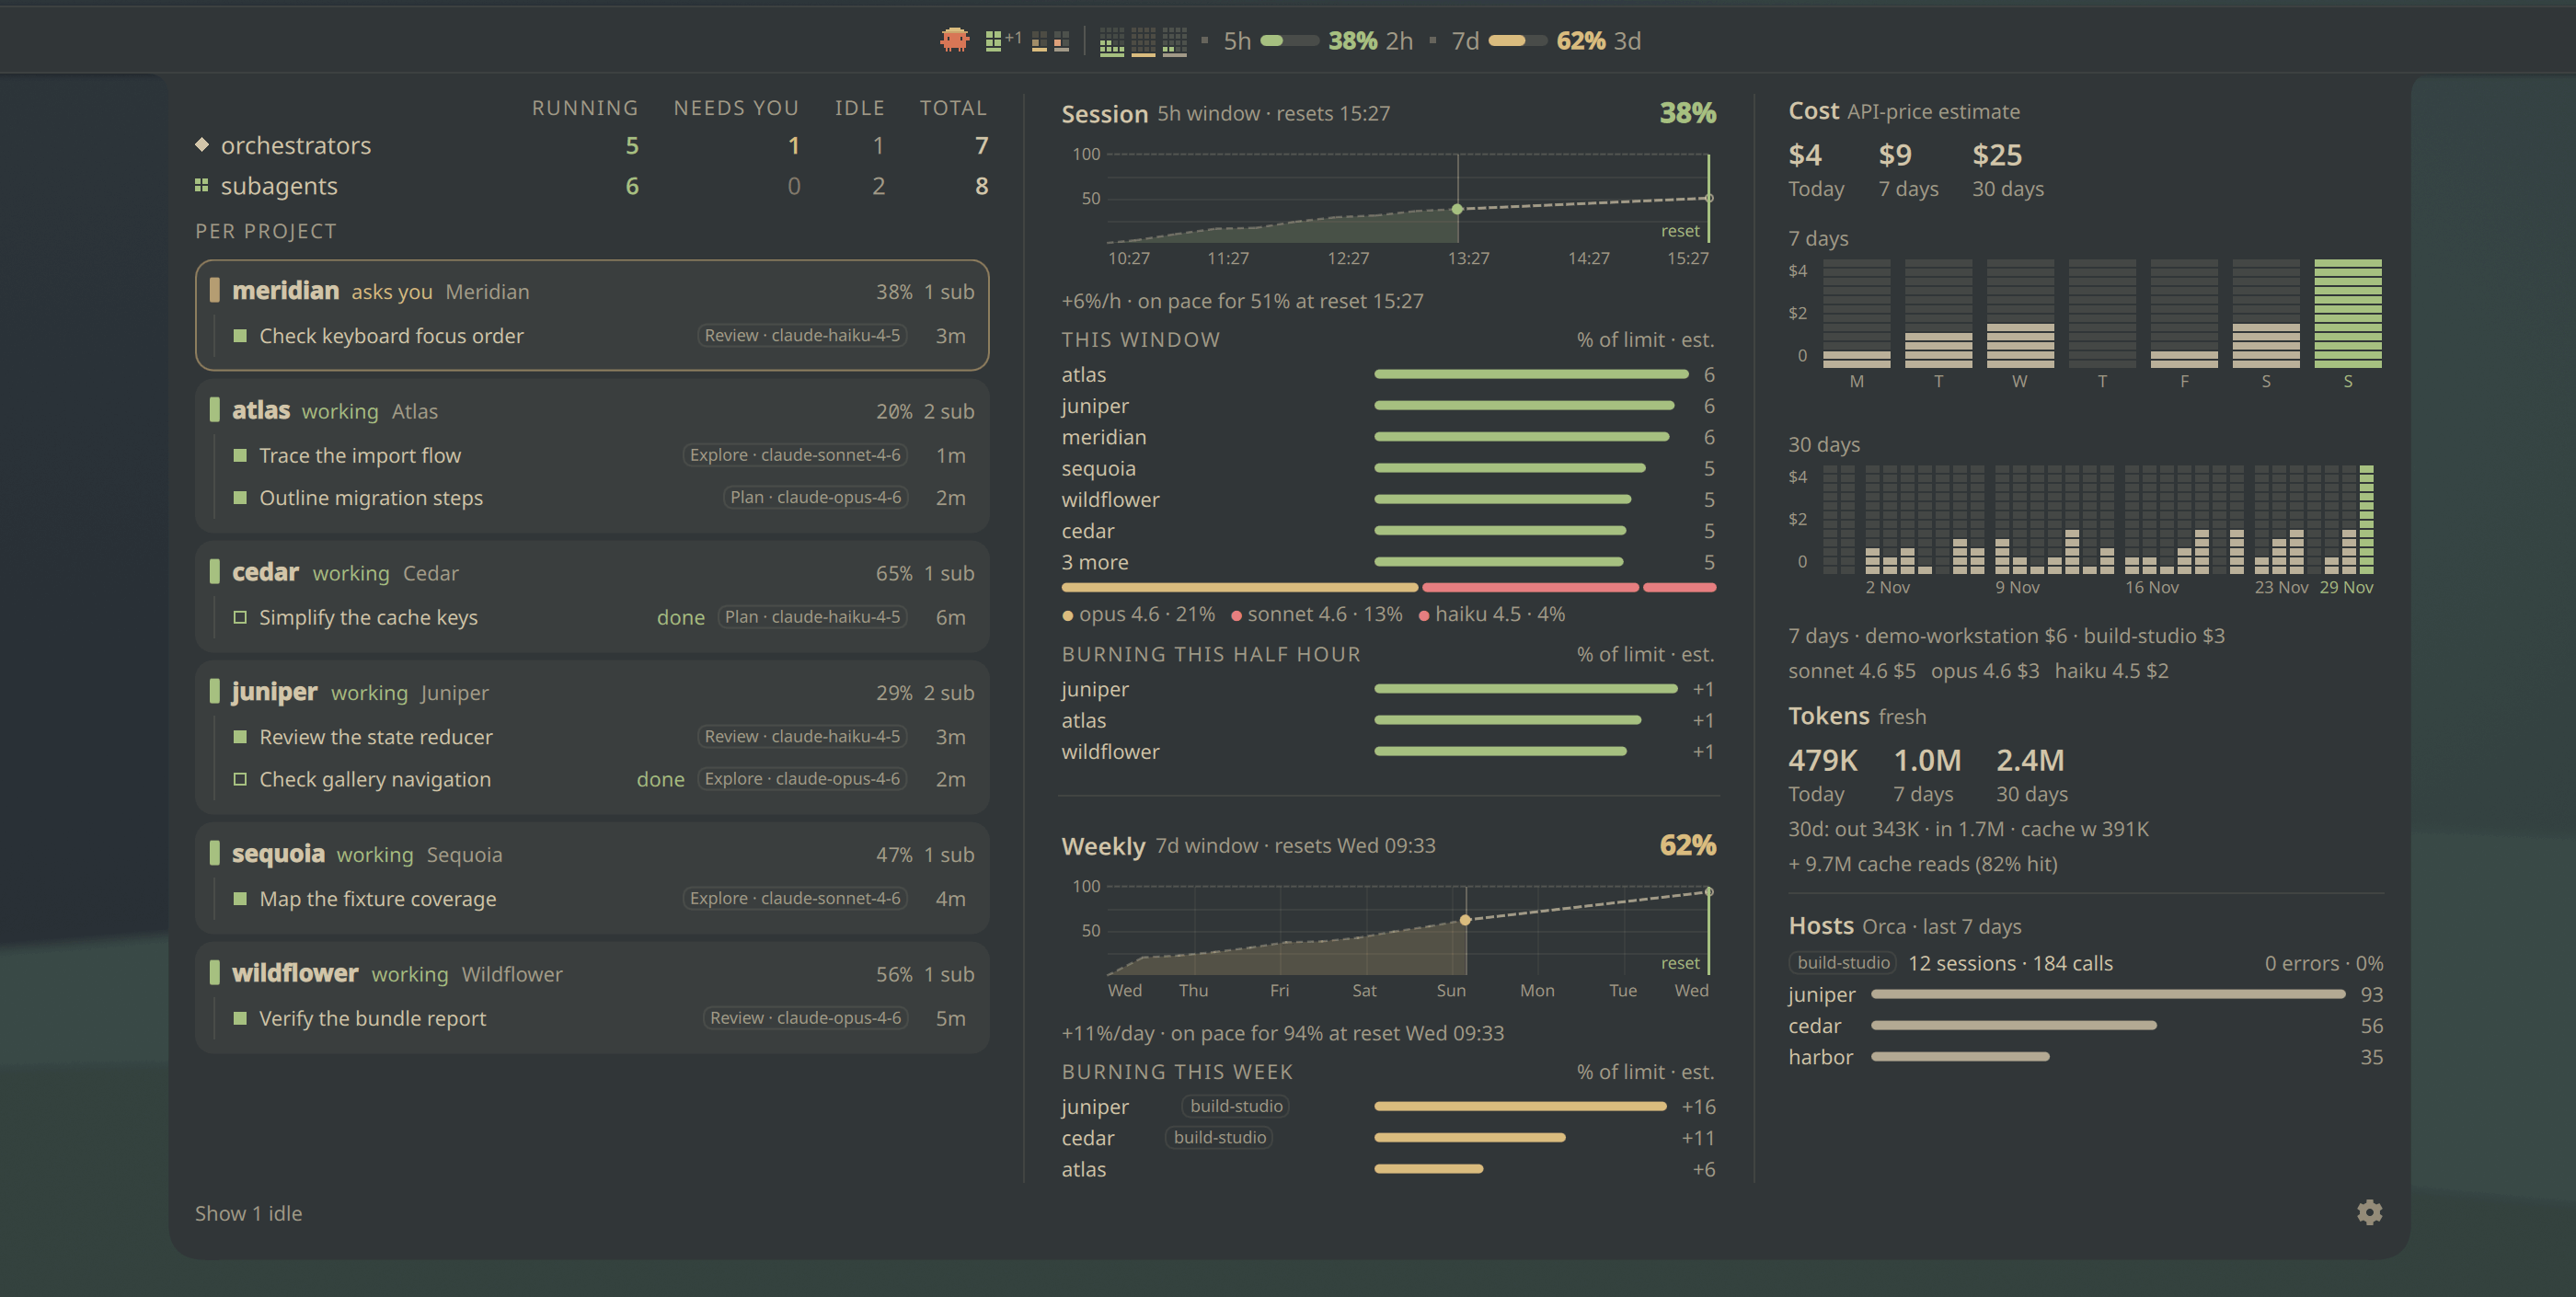 +1 5h 38% 2h 7d 62% 3d
RUNNING NEEDS YOU IDLE TOTAL
orchestrators 5 1 1 7
subagents 6 0 2 8
PER PROJECT
meridian asks you Meridian 38% 1 sub
Check keyboard focus order Review · claude-haiku-4-5 3m
atlas working Atlas 20% 2 sub
Trace the import flow Explore · claude-sonnet-4-6 1m
Outline migration steps Plan · claude-opus-4-6 2m
cedar working Cedar 65% 1 sub
Simplify the cache keys done Plan · claude-haiku-4-5 6m
juniper working Juniper 29% 2 sub
Review the state reducer Review · claude-haiku-4-5 3m
Check gallery navigation done Explore · claude-opus-4-6 2m
sequoia working Sequoia 47% 1 sub
Map the fixture coverage Explore · claude-sonnet-4-6 4m
wildflower working Wildflower 56% 1 sub
Verify the bundle report Review · claude-opus-4-6 5m
Show 1 idle
Session 5h window · resets 15:27 38%
100
50
reset
10:27 11:27 12:27 13:27 14:27 15:27
+6%/h · on pace for 51% at reset 15:27
THIS WINDOW % of limit · est.
atlas 6
juniper 6
meridian 6
sequoia 5
wildflower 5
cedar 5
3 more 5
opus 4.6 · 21% sonnet 4.6 · 13% haiku 4.5 · 4%
BURNING THIS HALF HOUR % of limit · est.
juniper +1
atlas +1
wildflower +1
Weekly 7d window · resets Wed 09:33 62%
100
50
reset
Wed Thu Fri Sat Sun Mon Tue Wed
+11%/day · on pace for 94% at reset Wed 09:33
BURNING THIS WEEK % of limit · est.
juniper build-studio +16
cedar build-studio +11
atlas +6
Cost API-price estimate
$4 $9 $25
Today 7 days 30 days
7 days
$4
$2
0
M T W T F S S
30 days
$4
$2
0
2 Nov 9 Nov 16 Nov 23 Nov 29 Nov
7 days · demo-workstation $6 · build-studio $3
sonnet 4.6 $5 opus 4.6 $3 haiku 4.5 $2
Tokens fresh
479K 1.0M 2.4M
Today 7 days 30 days
30d: out 343K · in 1.7M · cache w 391K
+ 9.7M cache reads (82% hit)
Hosts Orca · last 7 days
build-studio 12 sessions · 184 calls 0 errors · 0%
juniper 93
cedar 56
harbor 35